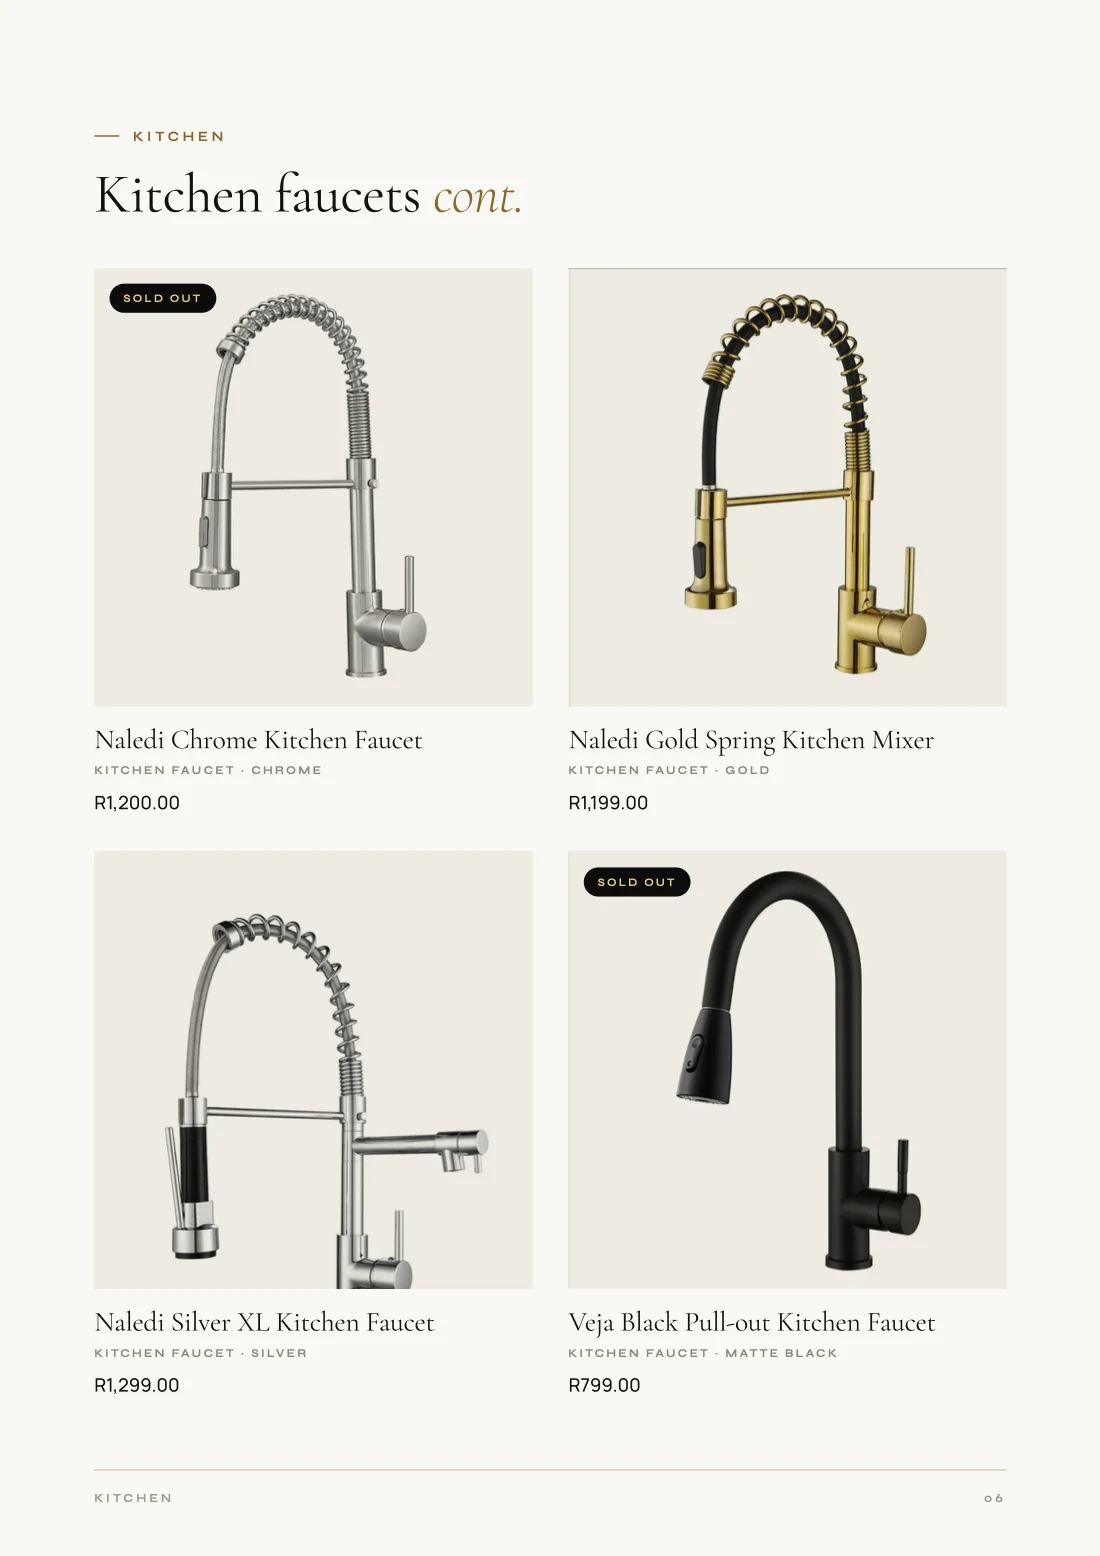 KITCHEN
Kitchen faucets cont.
SOLD OUT
Naledi Chrome Kitchen Faucet
KITCHEN FAUCET · CHROME
R1,200.00
Naledi Gold Spring Kitchen Mixer
KITCHEN FAUCET · GOLD
R1,199.00
Naledi Silver XL Kitchen Faucet
KITCHEN FAUCET · SILVER
R1,299.00
SOLD OUT
Veja Black Pull-out Kitchen Faucet
KITCHEN FAUCET · MATTE BLACK
R799.00
KITCHEN
06